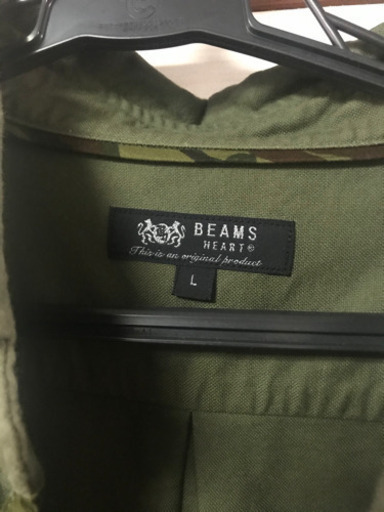 BEAMS
HEART®
This is an original product
L